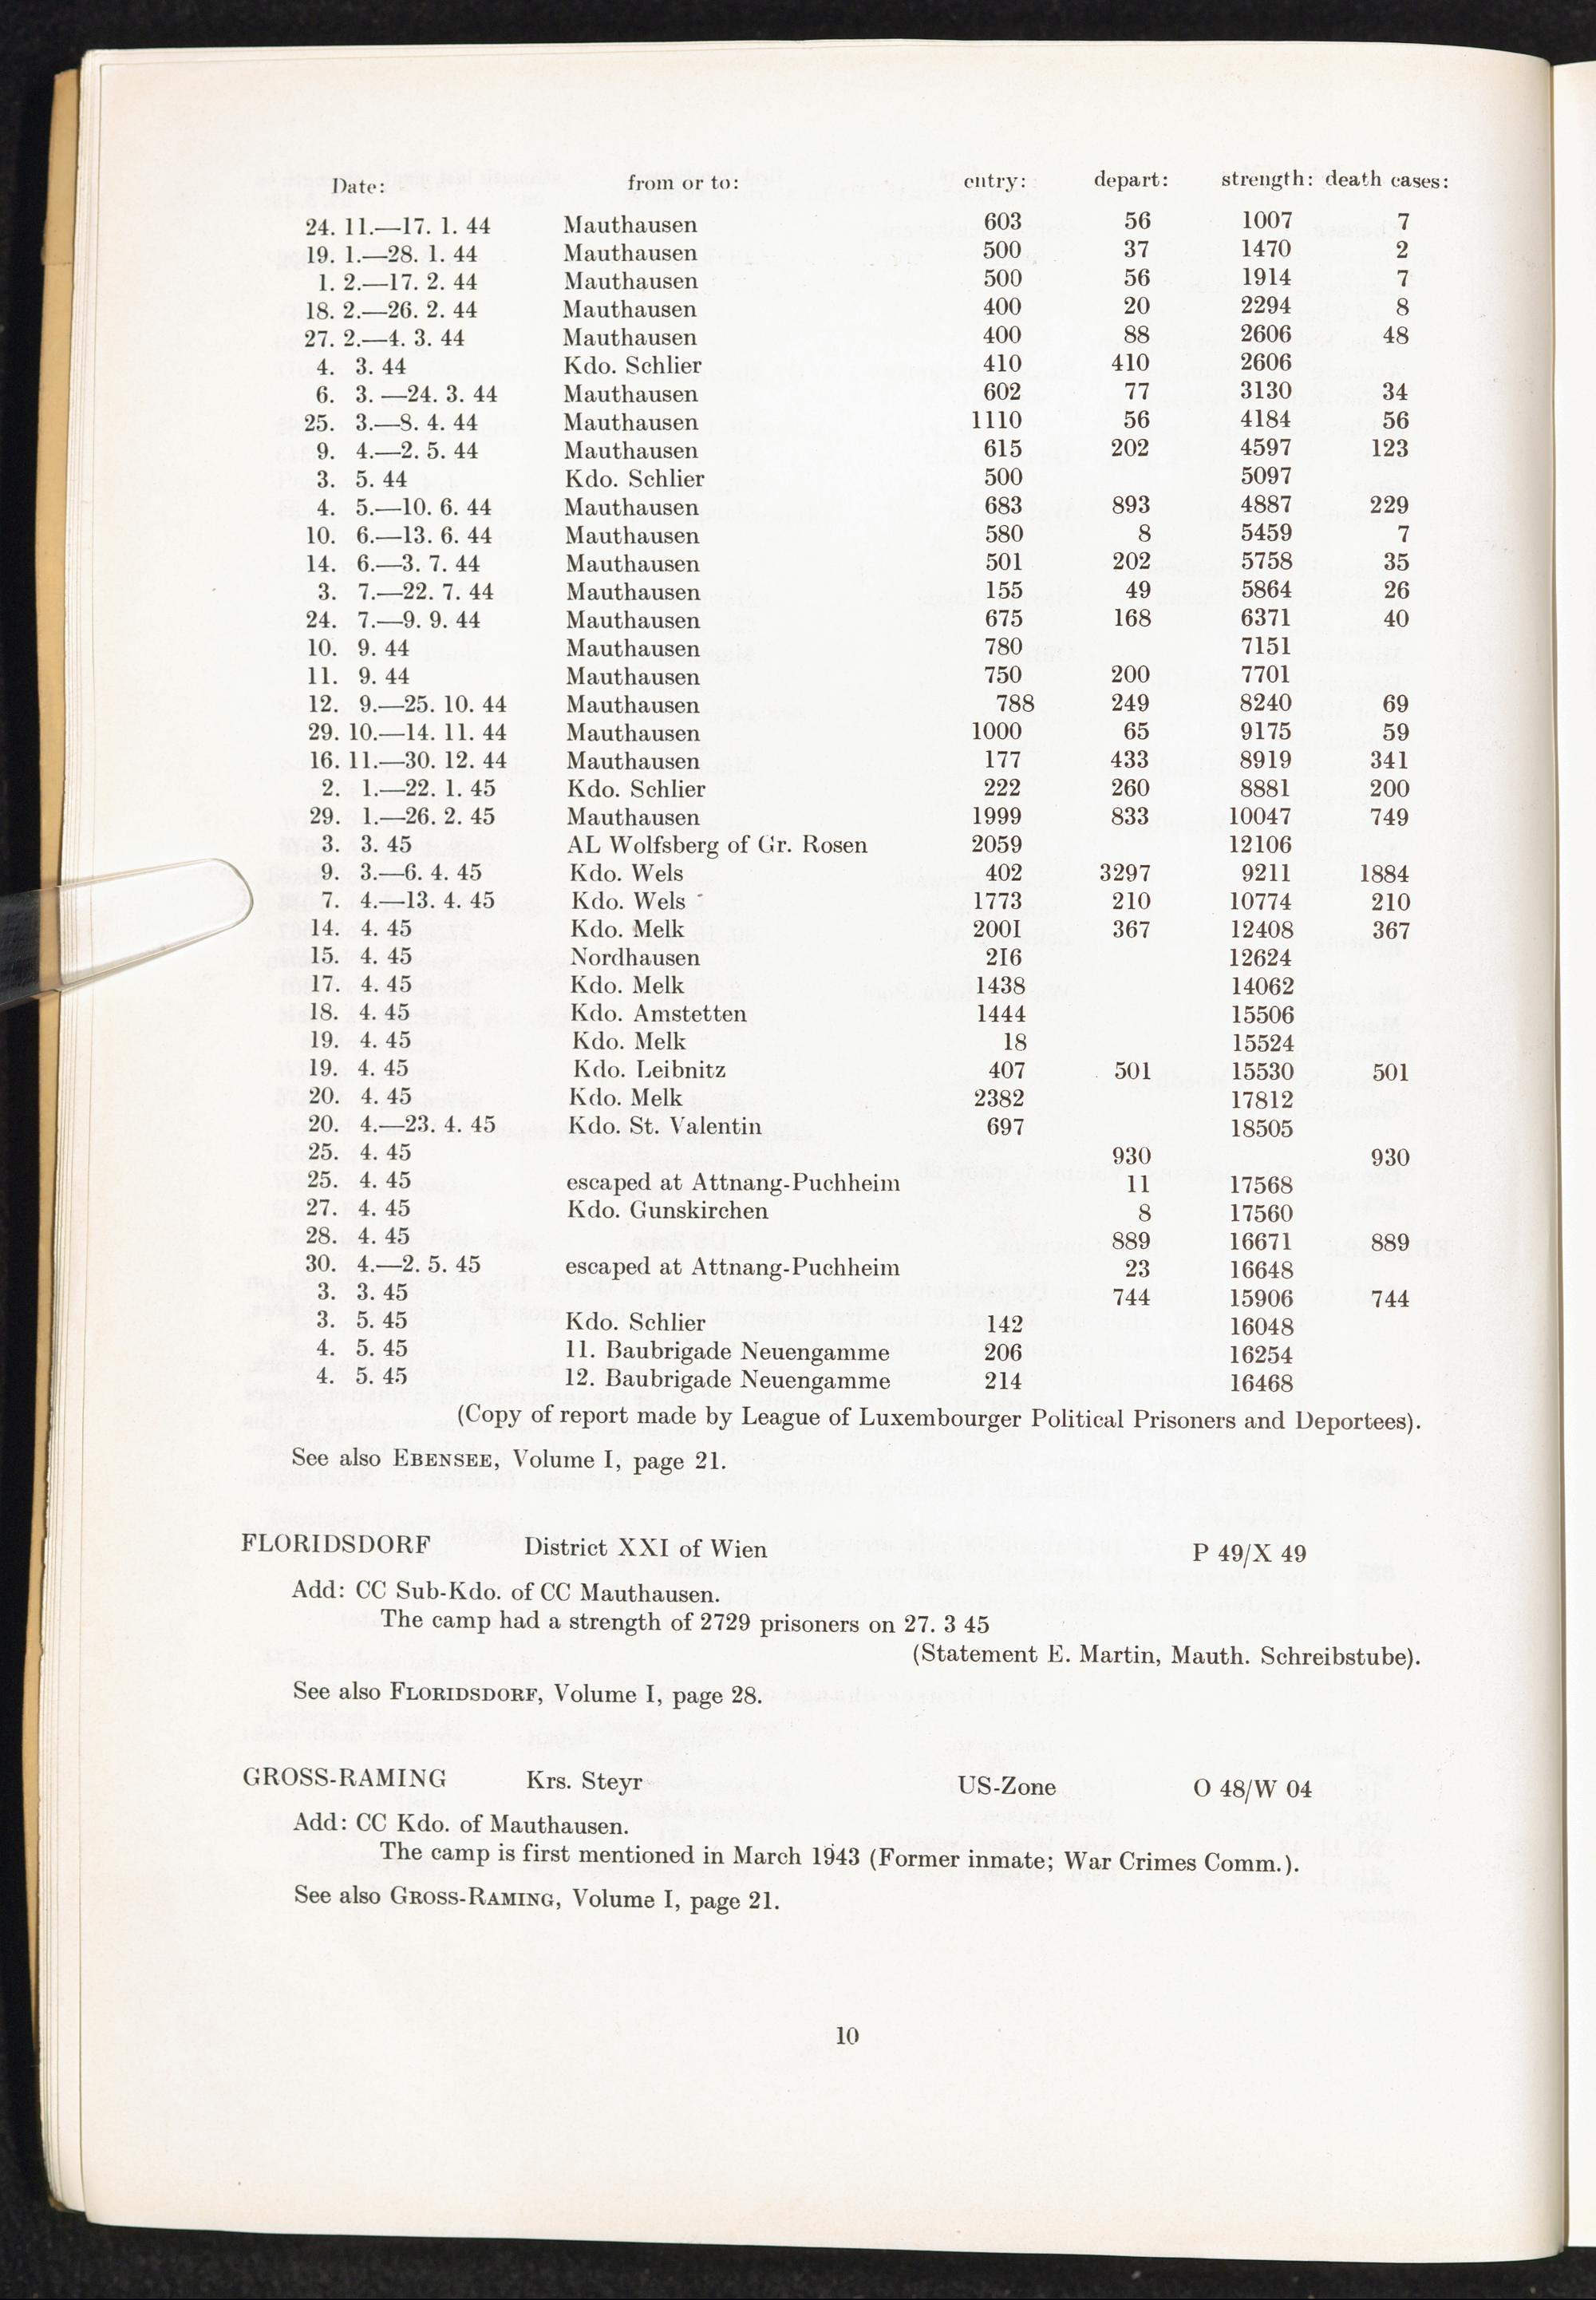 Date: from or to: entry: depart: strength: death cases:
24. 11.—17. 1. 44 Mauthausen 603 56 1007 7
19. 1.—28. 1. 44 Mauthausen 500 37 1470 2
1. 2.—17. 2. 44 Mauthausen 500 56 1914 7
18. 2.—26. 2. 44 Mauthausen 400 20 2294 8
27. 2.—4. 3. 44 Mauthausen 400 88 2606 48
4. 3. 44 Kdo. Schlier 410 410 2606
6. 3. —24. 3. 44 Mauthausen 602 77 3130 34
25. 3.—8. 4. 44 Mauthausen 1110 56 4184 56
9. 4.—2. 5. 44 Mauthausen 615 202 4597 123
3. 5. 44 Kdo. Schlier 500 5097
4. 5.—10. 6. 44 Mauthausen 683 893 4887 229
10. 6.—13. 6. 44 Mauthausen 580 8 5459 7
14. 6.—3. 7. 44 Mauthausen 501 202 5758 35
3. 7.—22. 7. 44 Mauthausen 155 49 5864 26
24. 7.—9. 9. 44 Mauthausen 675 168 6371 40
10. 9. 44 Mauthausen 780 7151
11. 9. 44 Mauthausen 750 200 7701
12. 9.—25. 10. 44 Mauthausen 788 249 8240 69
29. 10.—14. 11. 44 Mauthausen 1000 65 9175 59
16. 11.—30. 12. 44 Mauthausen 177 433 8919 341
2. 1.—22. 1. 45 Kdo. Schlier 222 260 8881 200
29. 1.—26. 2. 45 Mauthausen 1999 833 10047 749
3. 3. 45 AL Wolfsberg of Gr. Rosen 2059 12106
9. 3.—6. 4. 45 Kdo. Wels 402 3297 9211 1884
7. 4.—13. 4. 45 Kdo. Wels 1773 210 10774 210
14. 4. 45 Kdo. Melk 200I 367 12408 367
15. 4. 45 Nordhausen 2I6 12624
17. 4. 45 Kdo. Melk 1438 14062
18. 4. 45 Kdo. Amstetten 1444 15506
19. 4. 45 Kdo. Melk 18 15524
19. 4. 45 Kdo. Leibnitz 407 501 15530 501
20. 4. 45 Kdo. Melk 2382 17812
20. 4.—23. 4. 45 Kdo. St. Valentin 697 18505
25. 4. 45 930 930
25. 4. 45 escaped at Attnang-Puchheim 11 17568
27. 4. 45 Kdo. Gunskirchen 8 17560
28. 4. 45 889 16671 889
30. 4.—2. 5. 45 escaped at Attnang-Puchheim 23 16648
3. 3. 45 744 15906 744
3. 5. 45 Kdo. Schlier 142 16048
4. 5. 45 11. Baubrigade Neuengamme 206 16254
4. 5. 45 12. Baubrigade Neuengamme 214 16468
(Copy of report made by League of Luxembourger Political Prisoners and Deportees).
See also EBENSEE, Volume I, page 21.
FLORIDSDORF District XXI of Wien P 49/X 49
Add: CC Sub-Kdo. of CC Mauthausen.
The camp had a strength of 2729 prisoners on 27. 3 45
(Statement E. Martin, Mauth. Schreibstube).
See also FLORIDSDORF, Volume I, page 28.
GROSS-RAMING Krs. Steyr US-Zone O 48/W 04
Add: CC Kdo. of Mauthausen.
The camp is first mentioned in March 1943 (Former inmate; War Crimes Comm.).
See also GROSS-RAMING, Volume I, page 21.
10